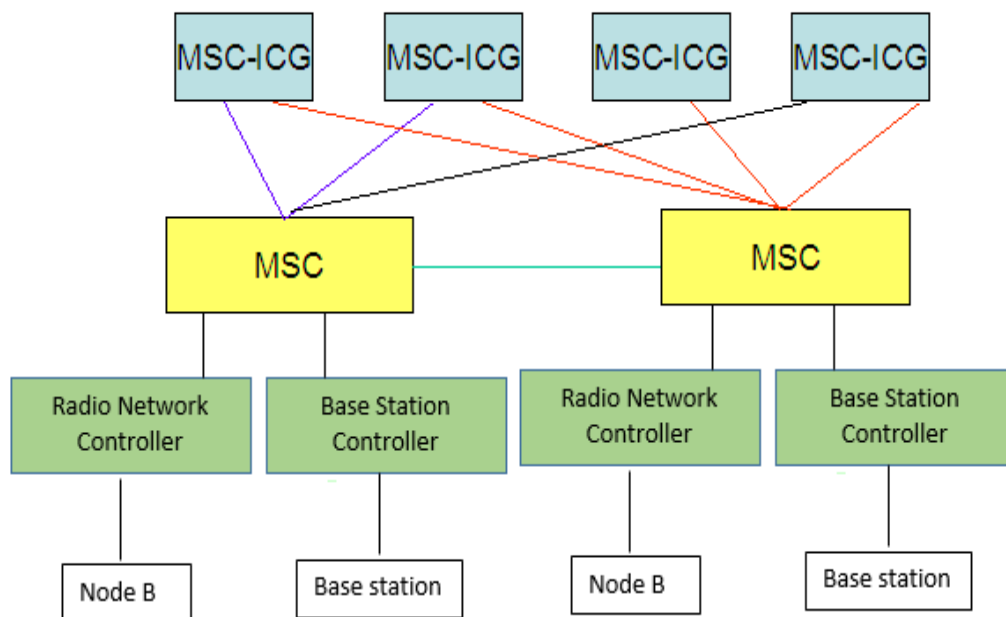 MSC-ICG
MSC-ICG
MSC-ICG
MSC-ICG
MSC
MSC
Radio Network
Controller
Base Station
Controller
Radio Network
Controller
Base Station
Controller
Node B
Base station
Node B
Base station